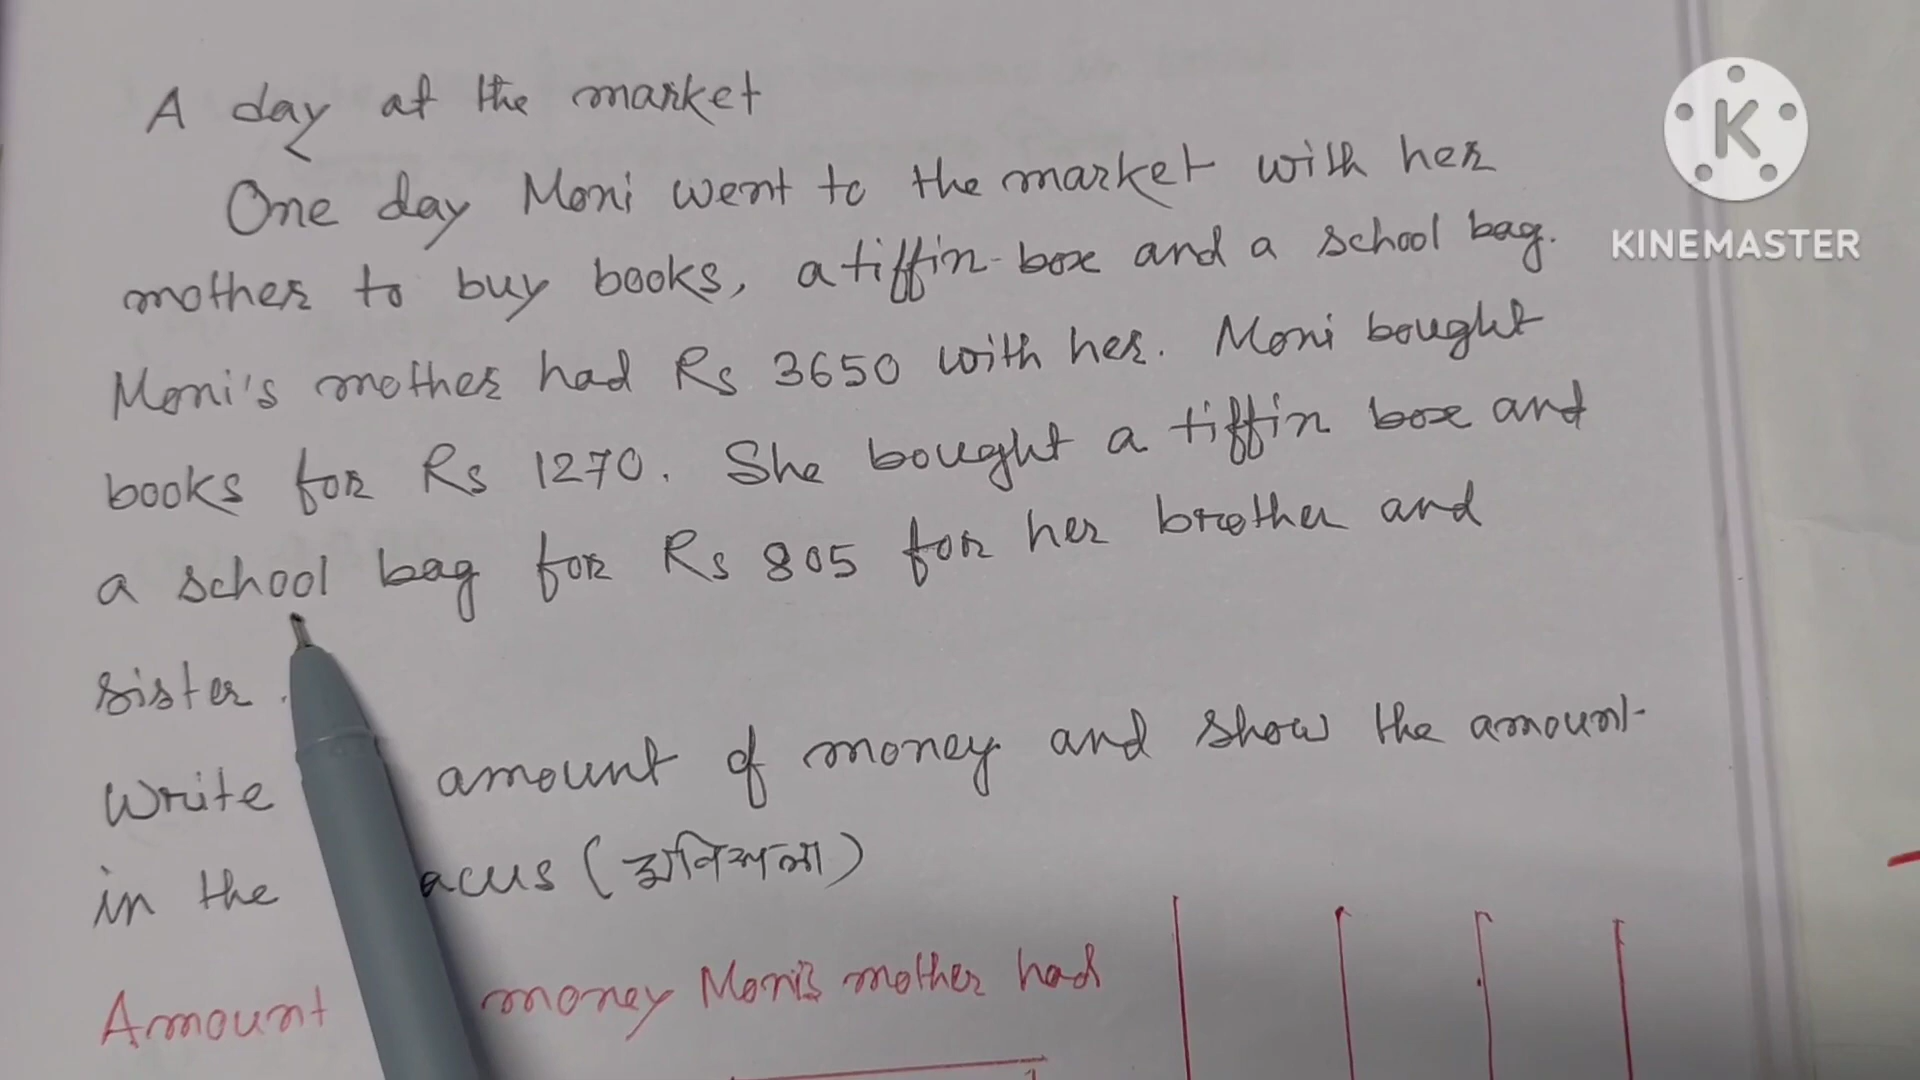 A day at the market
One day Moni went to the market with her
mother to buy books, a tiffin-box and a school bag.
Moni's mother had Rs 3650 with her. Moni bought
books for Rs 1270. She bought a tiffin box and
a school bag for Rs 805 for her brother and
sister.
Write amount of money and show the amount
in the acus (
Amount money Moni's mother had
K
KINEMASTER